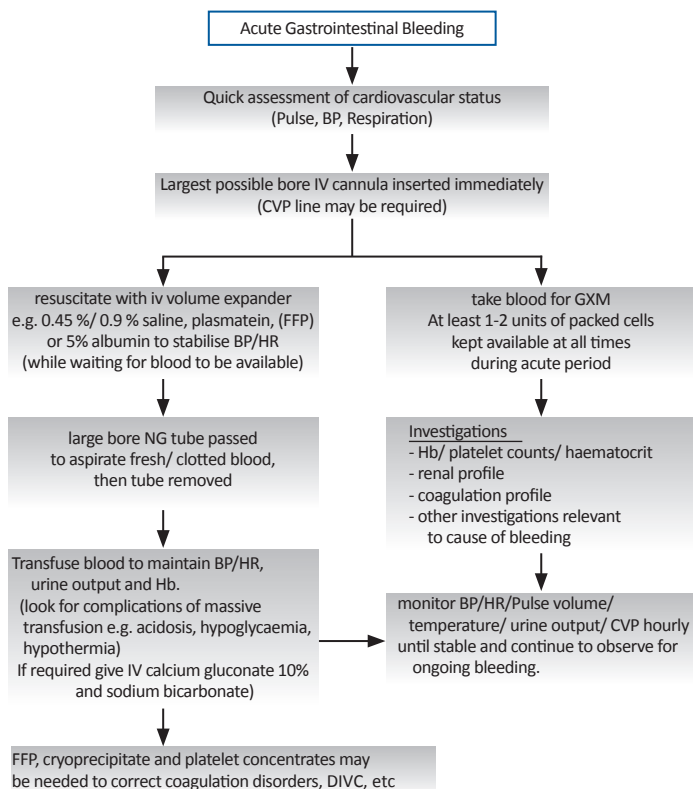 Acute Gastrointestinal Bleeding
Quick assessment of cardiovascular status
(Pulse, BP, Respiration)
Largest possible bore IV cannula inserted immediately
(CVP line may be required)
resuscitate with iv volume expander
e.g. 0.45 %/ 0.9 % saline, plasmatein, (FFP)
or 5% albumin to stabilise BP/HR
(while waiting for blood to be available)
take blood for GXM
At least 1-2 units of packed cells
kept available at all times
during acute period
large bore NG tube passed
to aspirate fresh/ clotted blood,
then tube removed
Investigations
- Hb/ platelet counts/ haematocrit
- renal profile
- coagulation profile
- other investigations relevant
to cause of bleeding
Transfuse blood to maintain BP/HR,
urine output and Hb.
(look for complications of massive
transfusion e.g. acidosis, hypoglycaemia,
hypothermia)
If required give IV calcium gluconate 10%
and sodium bicarbonate)
monitor BP/HR/Pulse volume/
temperature/ urine output/ CVP hourly
until stable and continue to observe for
ongoing bleeding.
FFP, cryoprecipitate and platelet concentrates may
be needed to correct coagulation disorders, DIVC, etc